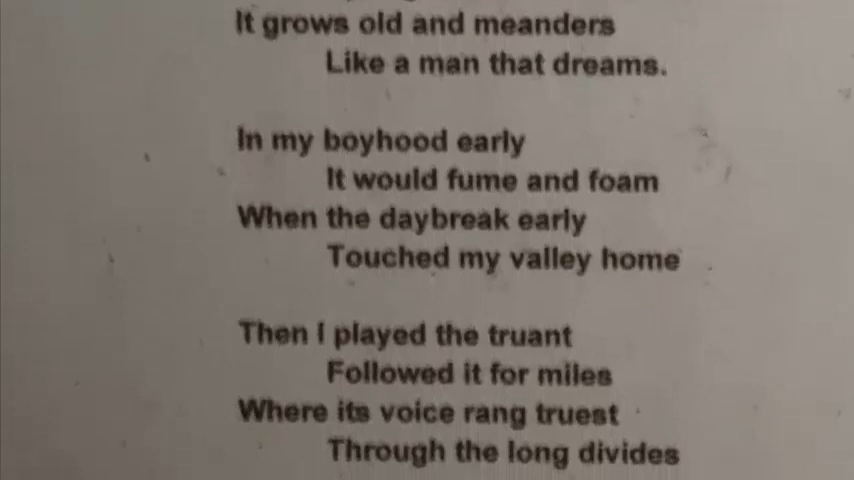 It grows old and meanders
Like a man that dreams.
In my boyhood early
It would fume and foam
When the daybreak early
Touched my valley home
Then I played the truant
Followed it for miles
Where its voice rang truest
Through the long divides